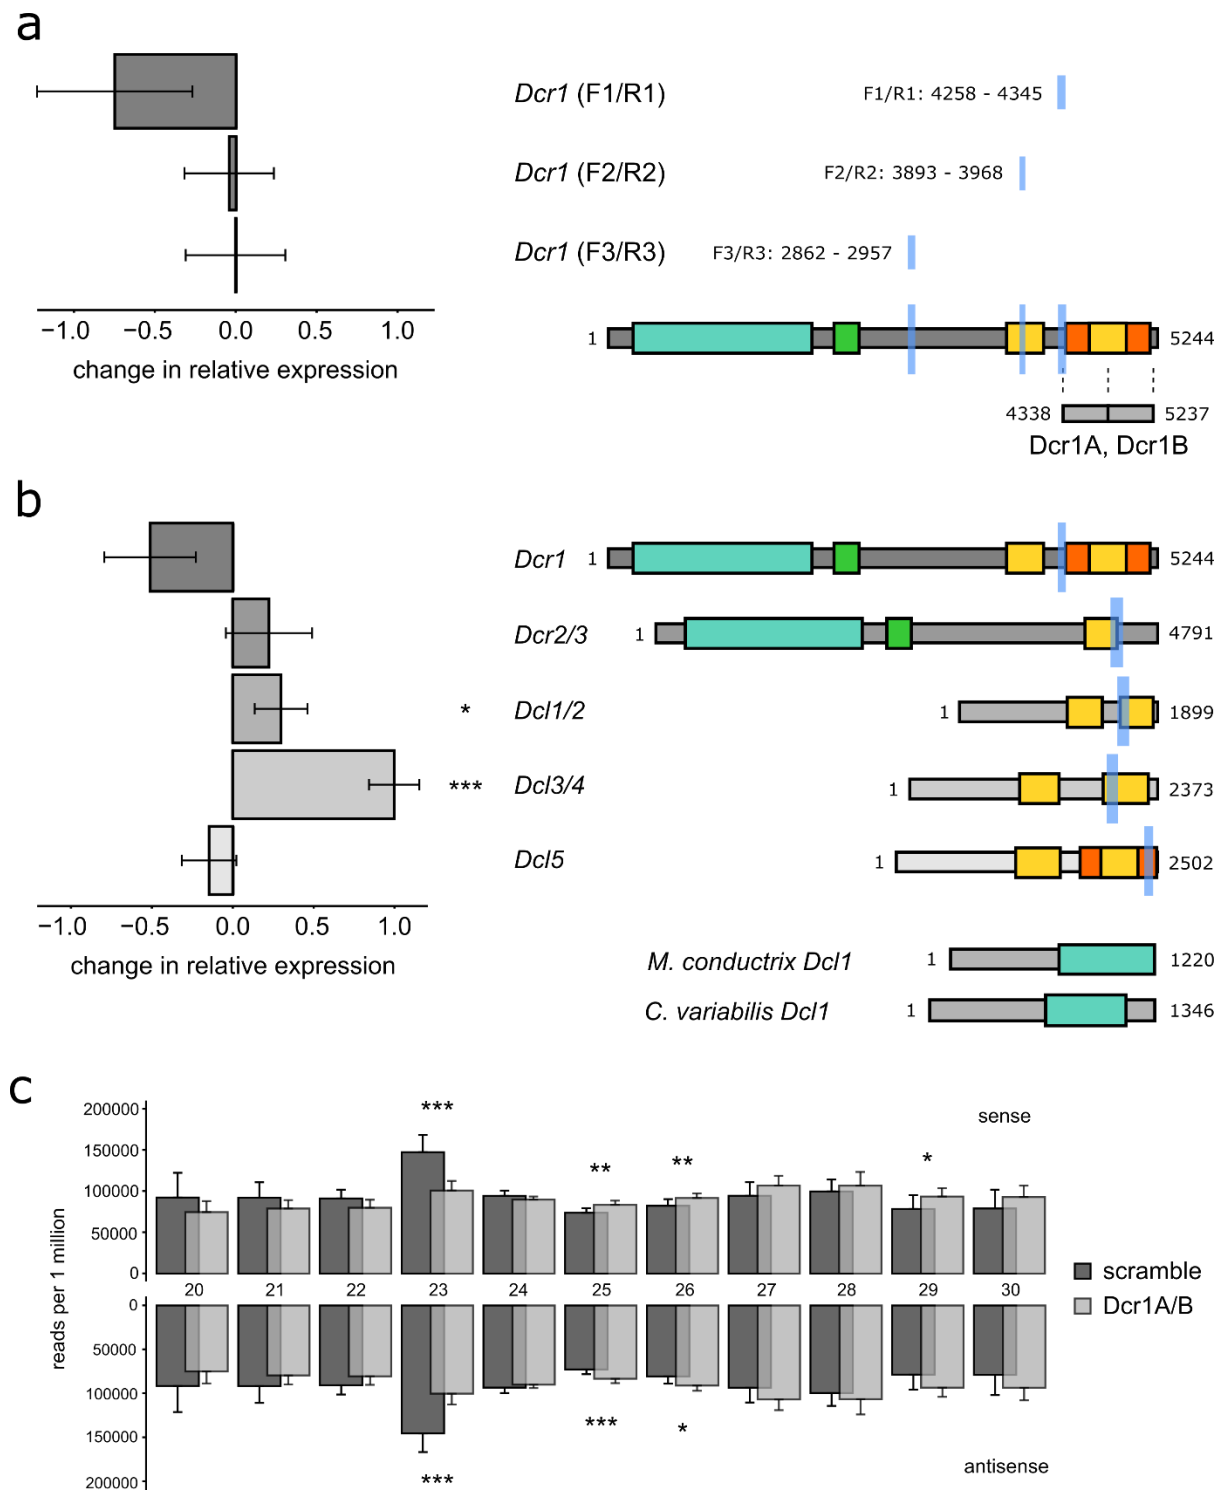 a
Dcr1 (F1/R1)
F1/R1: 4258 - 4345
Dcr1 (F2/R2)
F2/R2: 3893 - 3968
Dcr1 (F3/R3)
F3/R3: 2862 - 2957
−1.0 −0.5 0.0 0.5 1.0
change in relative expression
1 5244
4338 5237
Dcr1A, Dcr1B
b
Dcr1 1 5244
Dcr2/3 1 4791
* Dcl1/2 1 1899
*** Dcl3/4 1 2373
Dcl5 1 2502
−1.0 −0.5 0.0 0.5 1.0
change in relative expression
M. conductrix Dcl1 1 1220
C. variabilis Dcl1 1 1346
c
reads per 1 million
200000
150000
100000
50000
0
*** ** ** *
sense
20 21 22 23 24 25 26 27 28 29 30
0
50000
100000
150000
200000
*** *** *
antisense
scramble
Dcr1A/B